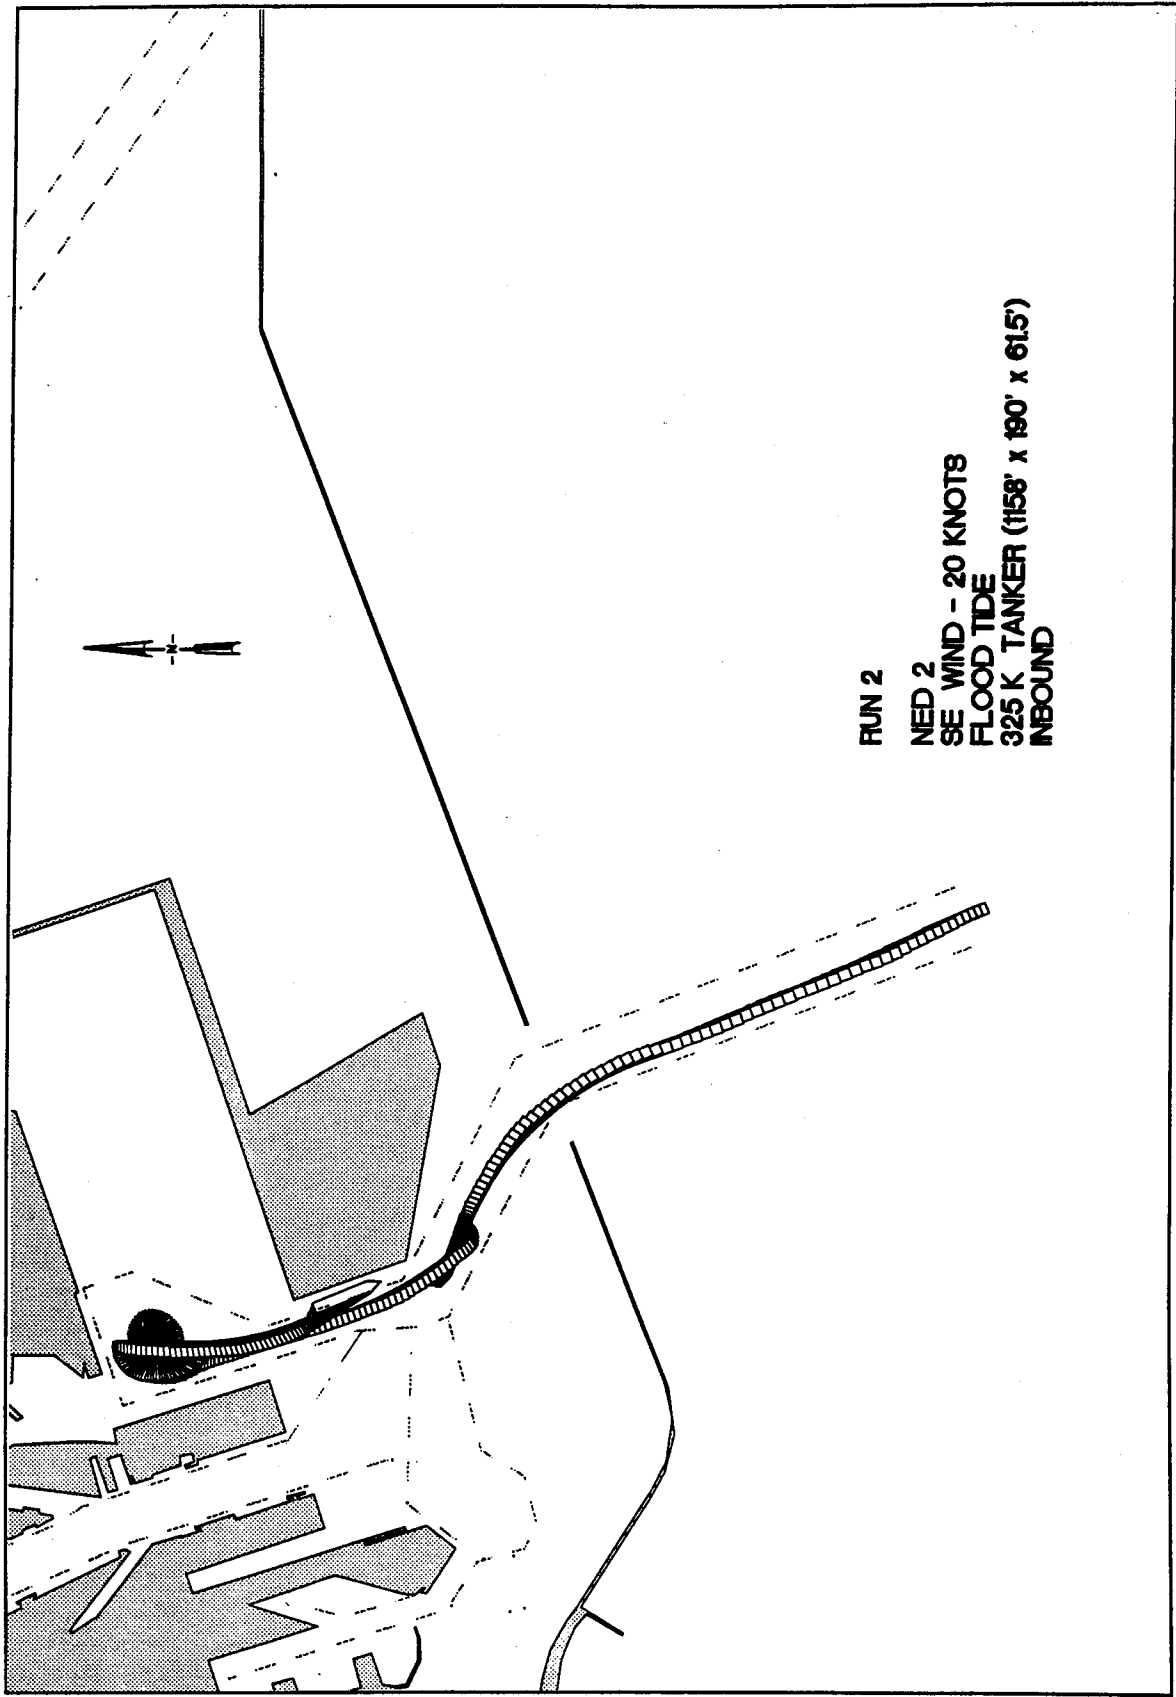 N
RUN 2
NED 2
SE WIND - 20 KNOTS
FLOOD TIDE
325 K TANKER (1158' x 190' x 61.5')
INBOUND